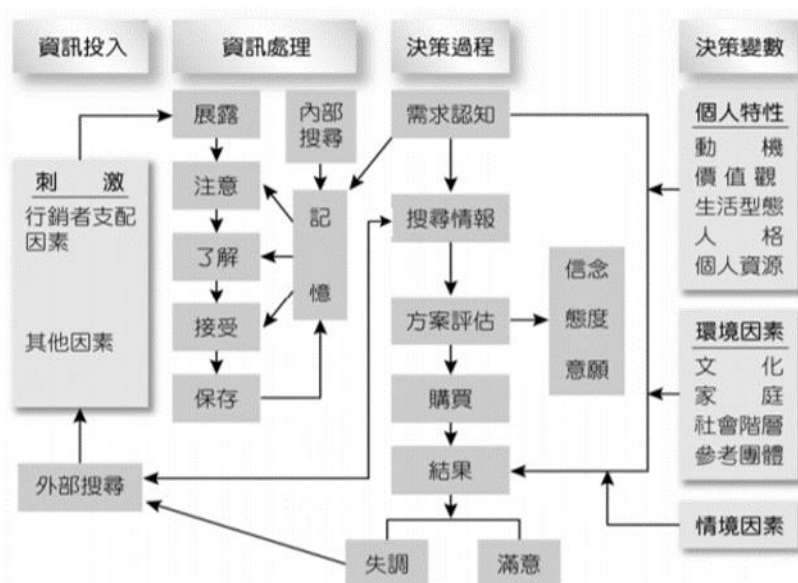 資訊投入
資訊處理
決策過程
決策變數
刺激
行銷者支配
因素
其他因素
外部搜尋
展露
注意
了解
接受
保存
內部
搜尋
記
憶
需求認知
搜尋情報
方案評估
購買
結果
失調
滿意
信念
態度
意願
個人特性
動機
價值觀
生活型態
人格
個人資源
環境因素
文化
家庭
社會階層
參考團體
情境因素